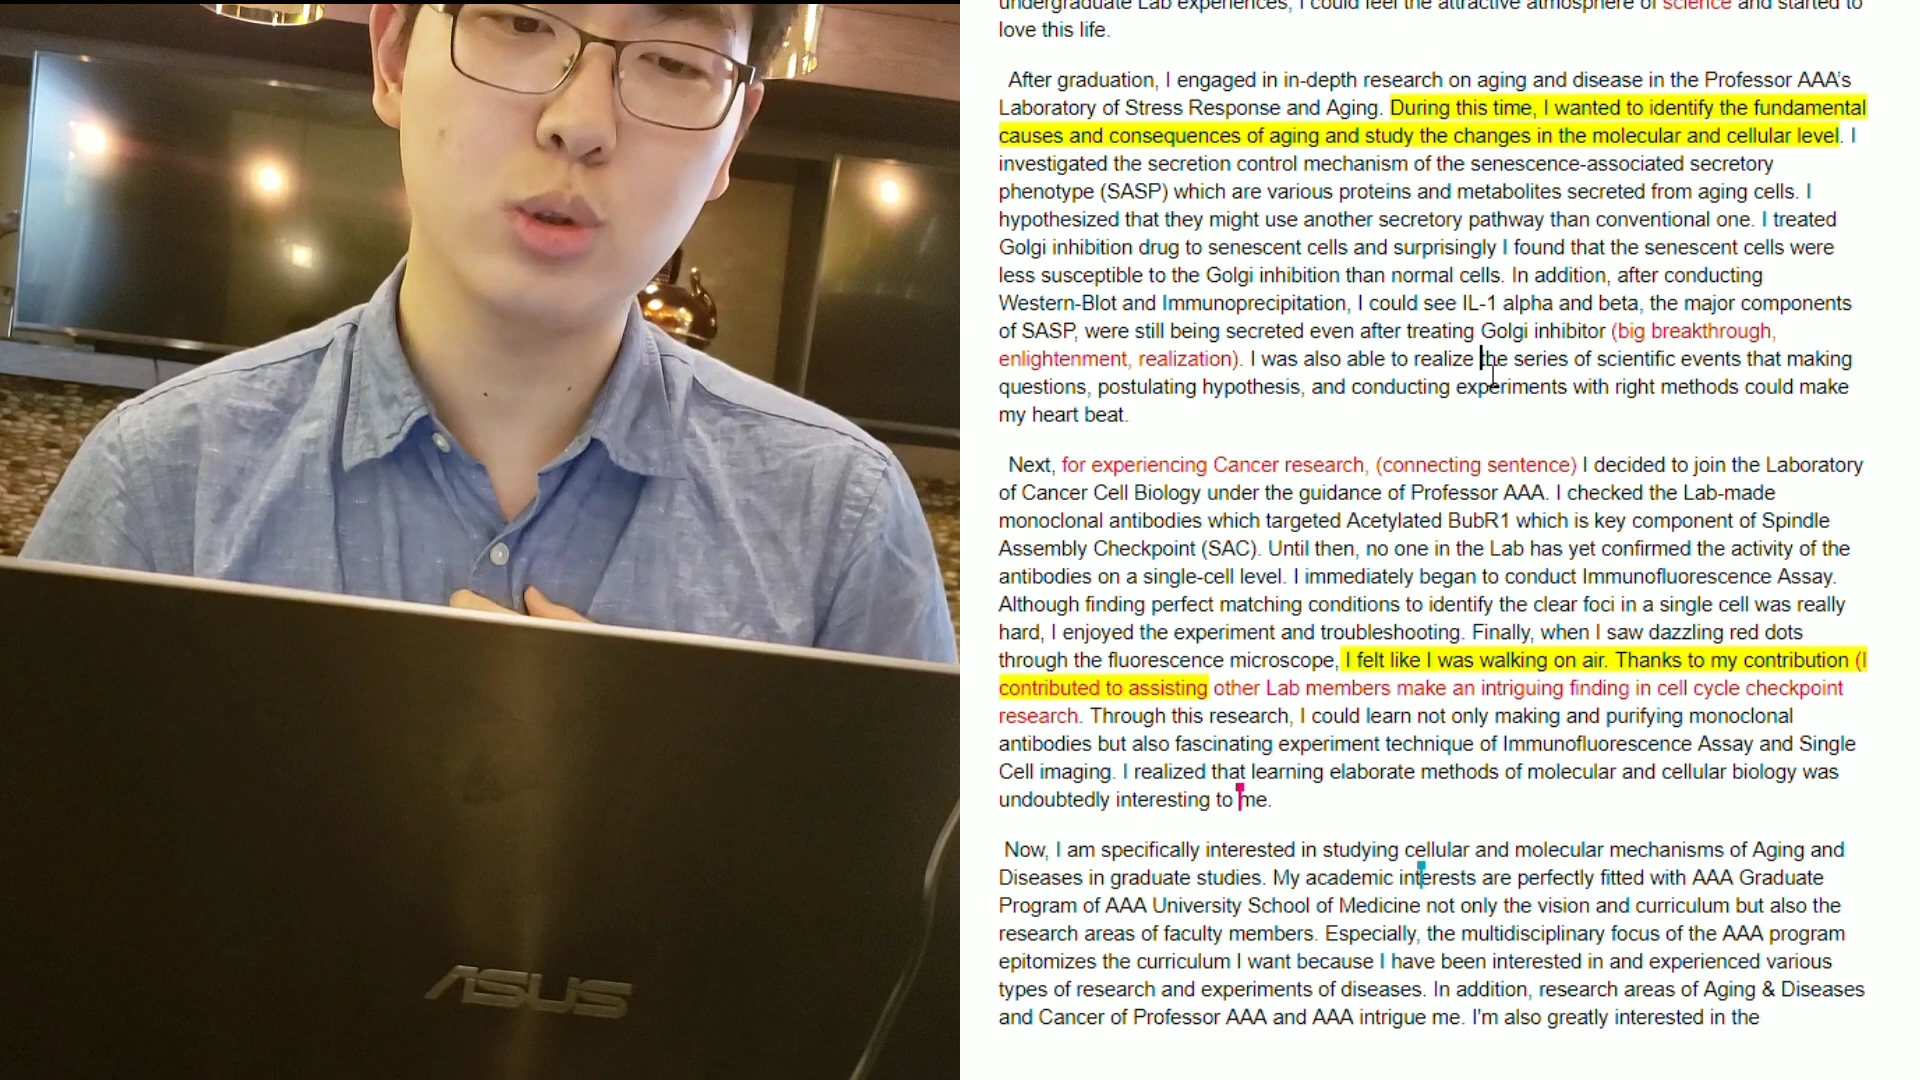 ASUS
undergraduate Lab experiences, I could feel the attractive atmosphere of science and started to
love this life.
After graduation, I engaged in in-depth research on aging and disease in the Professor AAA's
Laboratory of Stress Response and Aging. During this time, I wanted to identify the fundamental
causes and consequences of aging and study the changes in the molecular and cellular level. I
investigated the secretion control mechanism of the senescence-associated secretory
phenotype (SASP) which are various proteins and metabolites secreted from aging cells. I
hypothesized that they might use another secretory pathway than conventional one. I treated
Golgi inhibition drug to senescent cells and surprisingly I found that the senescent cells were
less susceptible to the Golgi inhibition than normal cells. In addition, after conducting
Western-Blot and Immunoprecipitation, I could see IL-1 alpha and beta, the major components
of SASP, were still being secreted even after treating Golgi inhibitor (big breakthrough,
enlightenment, realization). I was also able to realize the series of scientific events that making
questions, postulating hypothesis, and conducting experiments with right methods could make
my heart beat.
Next, for experiencing Cancer research, (connecting sentence) I decided to join the Laboratory
of Cancer Cell Biology under the guidance of Professor AAA. I checked the Lab-made
monoclonal antibodies which targeted Acetylated BubR1 which is key component of Spindle
Assembly Checkpoint (SAC). Until then, no one in the Lab has yet confirmed the activity of the
antibodies on a single-cell level. I immediately began to conduct Immunofluorescence Assay.
Although finding perfect matching conditions to identify the clear foci in a single cell was really
hard, I enjoyed the experiment and troubleshooting. Finally, when I saw dazzling red dots
through the fluorescence microscope, I felt like I was walking on air. Thanks to my contribution (I
contributed to assisting other Lab members make an intriguing finding in cell cycle checkpoint
research. Through this research, I could learn not only making and purifying monoclonal
antibodies but also fascinating experiment technique of Immunofluorescence Assay and Single
Cell imaging. I realized that learning elaborate methods of molecular and cellular biology was
undoubtedly interesting to me.
Now, I am specifically interested in studying cellular and molecular mechanisms of Aging and
Diseases in graduate studies. My academic interests are perfectly fitted with AAA Graduate
Program of AAA University School of Medicine not only the vision and curriculum but also the
research areas of faculty members. Especially, the multidisciplinary focus of the AAA program
epitomizes the curriculum I want because I have been interested in and experienced various
types of research and experiments of diseases. In addition, research areas of Aging & Diseases
and Cancer of Professor AAA and AAA intrigue me. I'm also greatly interested in the